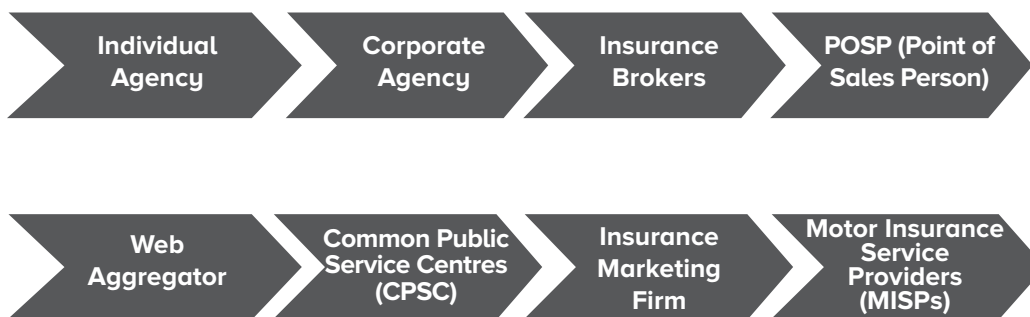 Individual
Agency
Corporate
Agency
Insurance
Brokers
POSP (Point of
Sales Person)
Web
Aggregator
Common Public
Service Centres
(CPSC)
Insurance
Marketing
Firm
Motor Insurance
Service
Providers
(MISPs)